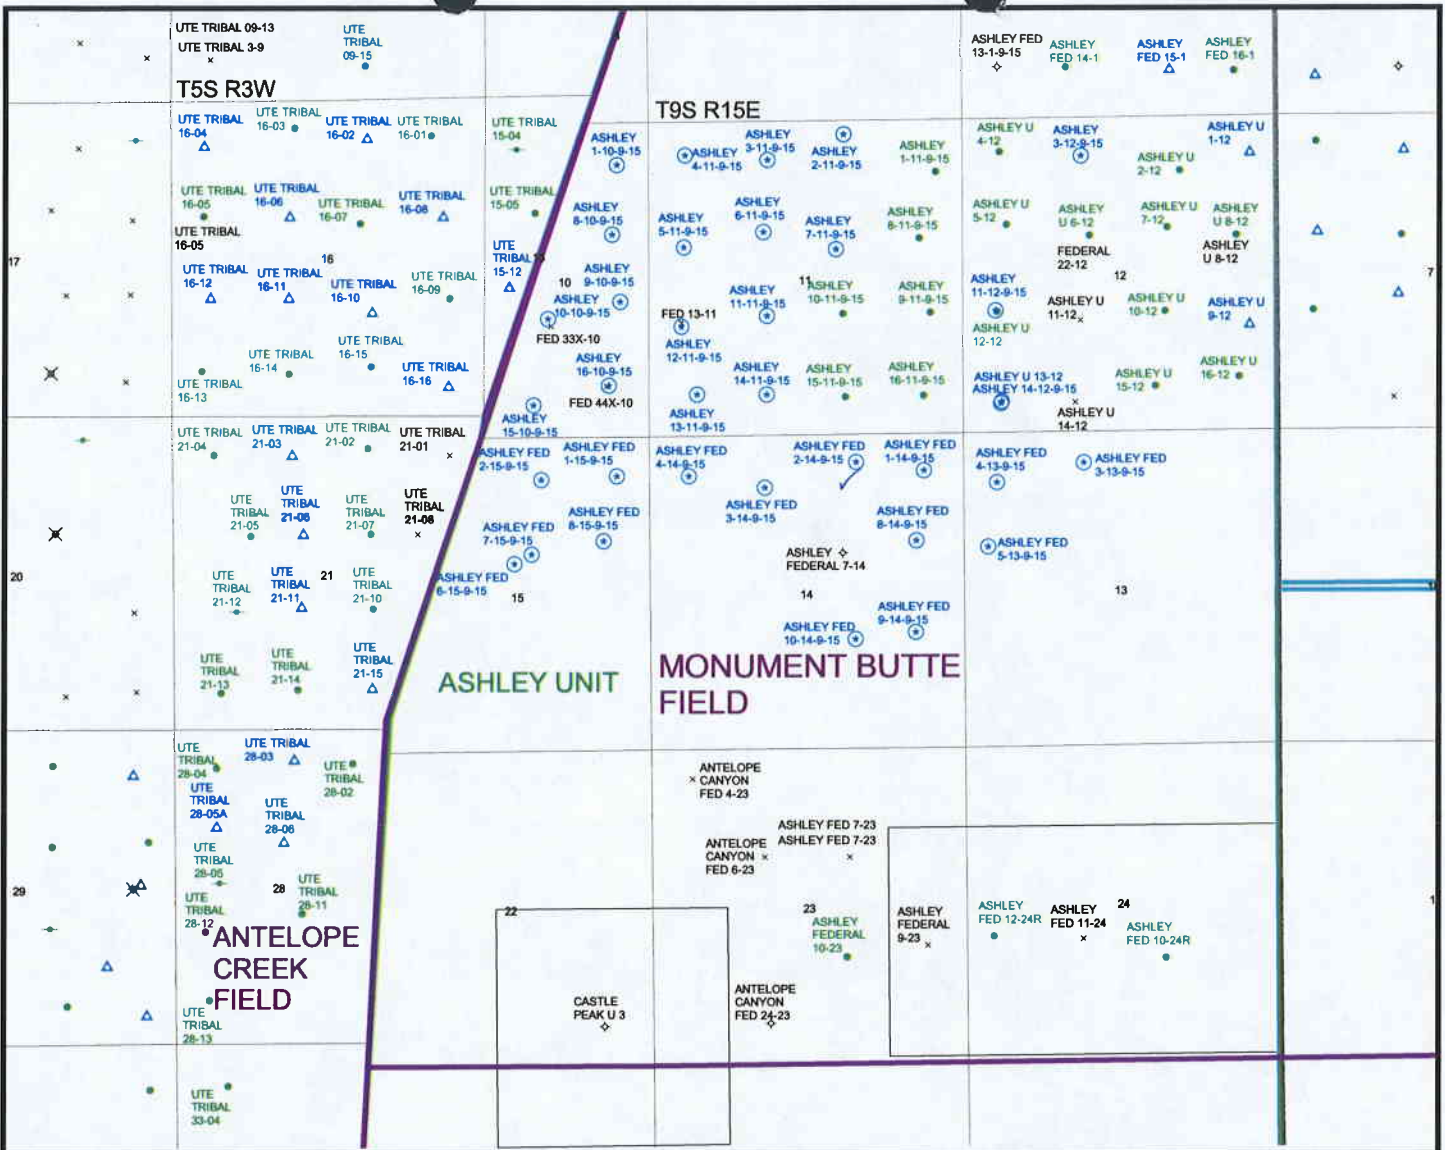 UTE TRIBAL 09-13
UTE TRIBAL 3-9
UTE
TRIBAL
09-15
T5S R3W
ASHLEY FED
13-1-9-15
ASHLEY
FED 14-1
ASHLEY
FED 15-1
ASHLEY
FED 16-1
T9S R15E
UTE TRIBAL
16-04
UTE TRIBAL
16-03
UTE TRIBAL
16-02
UTE TRIBAL
16-01
UTE TRIBAL
15-04
ASHLEY
1-10-9-15
ASHLEY
4-11-9-15
ASHLEY
3-11-9-15
ASHLEY
2-11-9-15
ASHLEY
1-11-9-15
ASHLEY U
4-12
ASHLEY
3-12-9-15
ASHLEY U
2-12
ASHLEY U
1-12
UTE TRIBAL
16-05
UTE TRIBAL
16-06
UTE TRIBAL
16-07
UTE TRIBAL
16-08
UTE TRIBAL
15-05
ASHLEY
8-10-9-15
ASHLEY
5-11-9-15
ASHLEY
6-11-9-15
ASHLEY
7-11-9-15
ASHLEY
8-11-9-15
ASHLEY U
5-12
ASHLEY
U 6-12
ASHLEY U
7-12
ASHLEY
U 8-12
UTE TRIBAL
16-05
FEDERAL
22-12
ASHLEY
U 8-12
17
16
UTE
TRIBAL
15-12
10
11
12
7
UTE TRIBAL
16-12
UTE TRIBAL
16-11
UTE TRIBAL
16-10
UTE TRIBAL
16-09
ASHLEY
9-10-9-15
ASHLEY
10-10-9-15
FED 33X-10
FED 13-11
ASHLEY
12-11-9-15
ASHLEY
11-11-9-15
ASHLEY
10-11-9-15
ASHLEY
9-11-9-15
ASHLEY
11-12-9-15
ASHLEY U
12-12
ASHLEY U
11-12
ASHLEY U
10-12
ASHLEY U
9-12
UTE TRIBAL
16-13
UTE TRIBAL
16-14
UTE TRIBAL
16-15
UTE TRIBAL
16-16
ASHLEY
16-10-9-15
FED 44X-10
ASHLEY
15-10-9-15
ASHLEY
13-11-9-15
ASHLEY
14-11-9-15
ASHLEY
15-11-9-15
ASHLEY
16-11-9-15
ASHLEY U 13-12
ASHLEY 14-12-9-15
ASHLEY U
14-12
ASHLEY U
15-12
ASHLEY U
16-12
UTE TRIBAL
21-04
UTE TRIBAL
21-03
UTE TRIBAL
21-02
UTE TRIBAL
21-01
ASHLEY FED
2-15-9-15
ASHLEY FED
1-15-9-15
ASHLEY FED
4-14-9-15
ASHLEY FED
3-14-9-15
ASHLEY FED
2-14-9-15
ASHLEY FED
1-14-9-15
ASHLEY FED
4-13-9-15
ASHLEY FED
3-13-9-15
UTE
TRIBAL
21-05
UTE
TRIBAL
21-06
UTE
TRIBAL
21-07
UTE
TRIBAL
21-08
ASHLEY FED
7-15-9-15
ASHLEY FED
8-15-9-15
ASHLEY FED
8-14-9-15
ASHLEY
FEDERAL 7-14
ASHLEY FED
5-13-9-15
20
UTE
TRIBAL
21-12
UTE
TRIBAL
21-11
21
UTE
TRIBAL
21-10
ASHLEY FED
6-15-9-15
15
14
13
ASHLEY FED
10-14-9-15
ASHLEY FED
9-14-9-15
UTE
TRIBAL
21-13
UTE
TRIBAL
21-14
UTE
TRIBAL
21-15
ASHLEY UNIT
MONUMENT BUTTE
FIELD
UTE
TRIBAL
28-04
UTE TRIBAL
28-03
UTE
TRIBAL
28-02
ANTELOPE
CANYON
FED 4-23
UTE
TRIBAL
28-05A
UTE
TRIBAL
28-06
ASHLEY FED 7-23
ASHLEY FED 7-23
ANTELOPE
CANYON
FED 6-23
UTE
TRIBAL
28-05
29
28
UTE
TRIBAL
28-11
UTE
TRIBAL
28-12
22
23
24
ASHLEY
FEDERAL
10-23
ASHLEY
FEDERAL
9-23
ASHLEY
FED 12-24R
ASHLEY
FED 11-24
ASHLEY
FED 10-24R
ANTELOPE
CREEK
FIELD
CASTLE
PEAK U 3
ANTELOPE
CANYON
FED 24-23
UTE
TRIBAL
28-13
UTE
TRIBAL
33-04